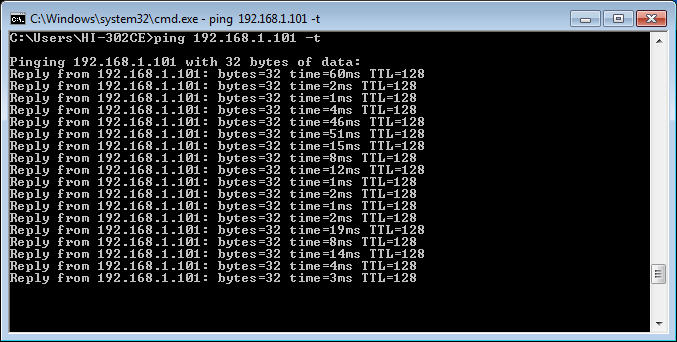 C:\Windows\system32\cmd.exe - ping 192.168.1.101 -t
C:\Users\HI-302CE>ping 192.168.1.101 -t
Pinging 192.168.1.101 with 32 bytes of data:
Reply from 192.168.1.101: bytes=32 time=60ms TTL=128
Reply from 192.168.1.101: bytes=32 time=2ms TTL=128
Reply from 192.168.1.101: bytes=32 time=1ms TTL=128
Reply from 192.168.1.101: bytes=32 time=4ms TTL=128
Reply from 192.168.1.101: bytes=32 time=46ms TTL=128
Reply from 192.168.1.101: bytes=32 time=51ms TTL=128
Reply from 192.168.1.101: bytes=32 time=15ms TTL=128
Reply from 192.168.1.101: bytes=32 time=8ms TTL=128
Reply from 192.168.1.101: bytes=32 time=12ms TTL=128
Reply from 192.168.1.101: bytes=32 time=1ms TTL=128
Reply from 192.168.1.101: bytes=32 time=2ms TTL=128
Reply from 192.168.1.101: bytes=32 time=1ms TTL=128
Reply from 192.168.1.101: bytes=32 time=2ms TTL=128
Reply from 192.168.1.101: bytes=32 time=19ms TTL=128
Reply from 192.168.1.101: bytes=32 time=8ms TTL=128
Reply from 192.168.1.101: bytes=32 time=14ms TTL=128
Reply from 192.168.1.101: bytes=32 time=4ms TTL=128
Reply from 192.168.1.101: bytes=32 time=3ms TTL=128